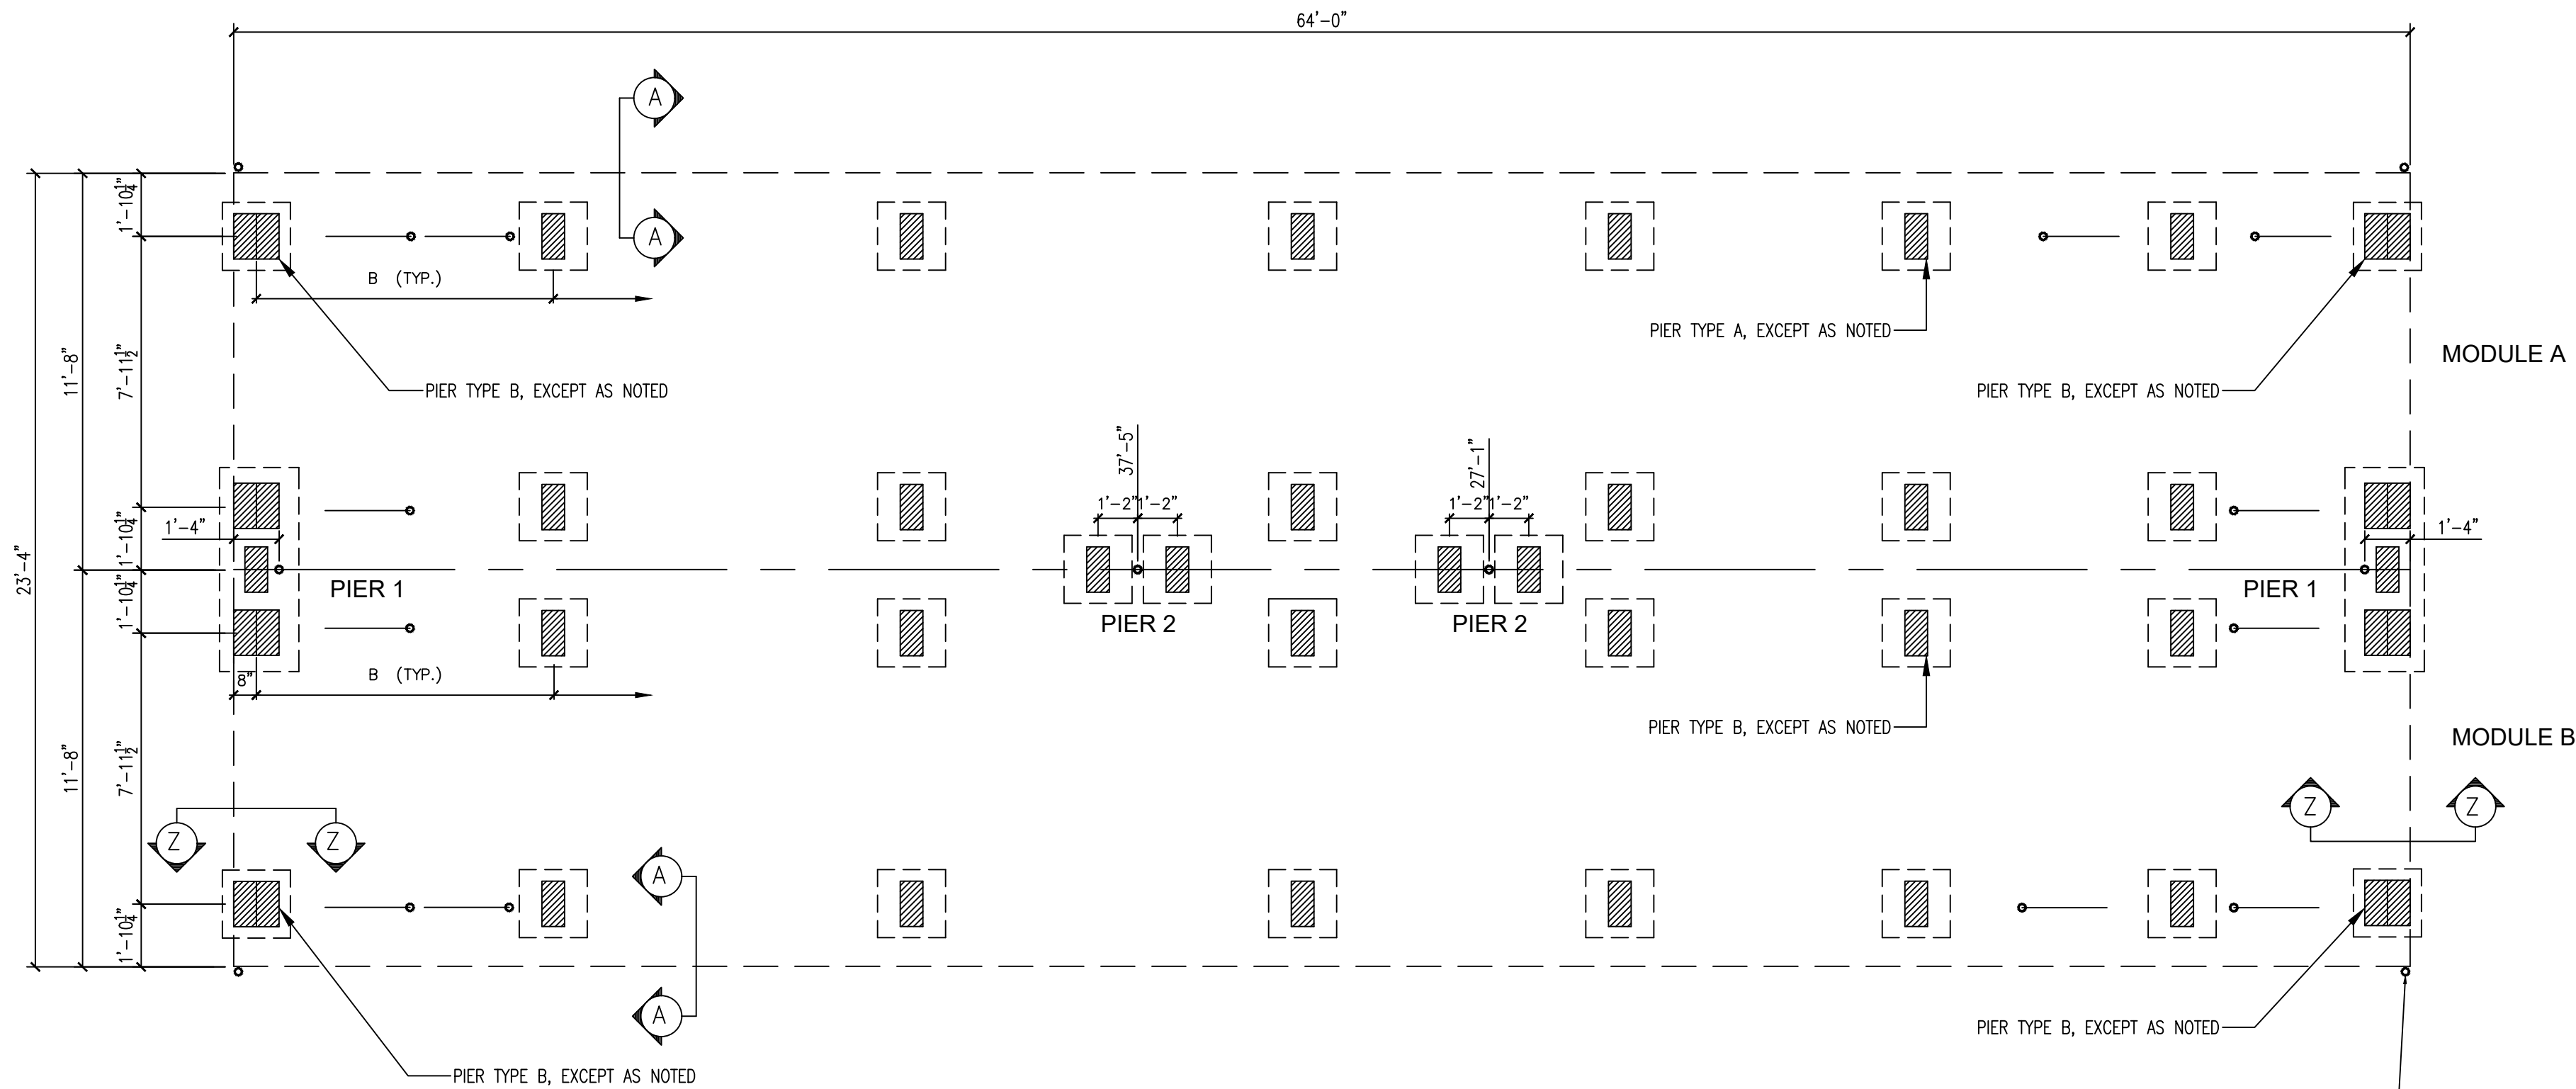 64'-0"
A
1'-10¼"
A
B (TYP.)
PIER TYPE A, EXCEPT AS NOTED
MODULE A
11'-8"
7'-11½"
PIER TYPE B, EXCEPT AS NOTED
PIER TYPE B, EXCEPT AS NOTED
37'-5"
27'-1"
1'-2" 1'-2"
1'-2" 1'-2"
1'-4"
1'-10¼"
1'-4"
23'-4"
PIER 1
PIER 1
1'-10¼"
PIER 2
PIER 2
8"
B (TYP.)
PIER TYPE B, EXCEPT AS NOTED
MODULE B
11'-8"
7'-11½"
Z
Z
Z
Z
A
1'-10¼"
A
PIER TYPE B, EXCEPT AS NOTED
PIER TYPE B, EXCEPT AS NOTED